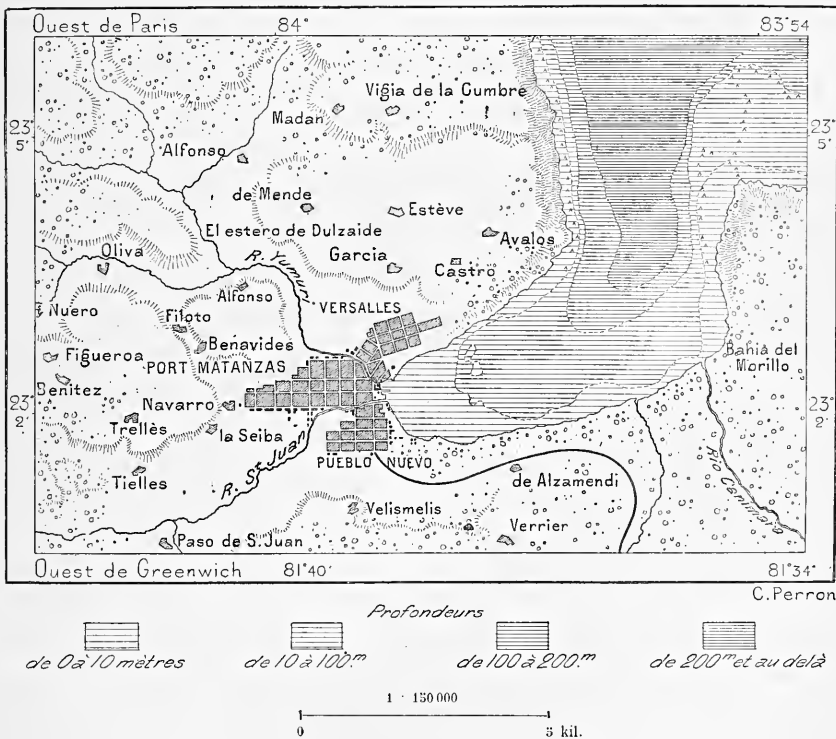 Ouest de Paris 84° 83°54'
Vigia de la Cumbre
Madan
23° 5' 23° 5'
Alfonso
de Mende
Estève
El estero de Dulzaide
Avalos
Oliva
R. Yumuri
Garcia
Castro
Alfonso
Nuero
VERSALLES
Filoto
Benavides
Bahia del Morillo
Figueroa
PORT MATANZAS
Benitez
23° 2' 23° 2'
Navarro
Trellès
la Seiba
R. St Juan
PUEBLO NUEVO
Tielles
de Alzamendi
Velismelis
Verrier
Paso de S. Juan
Ouest de Greenwich 81°40' 81°34'
C. Perron
Profondeurs
de 0 à 10 mètres de 10 à 100.m de 100 à 200.m de 200m et au delà
1 : 150 000
0 5 kil.